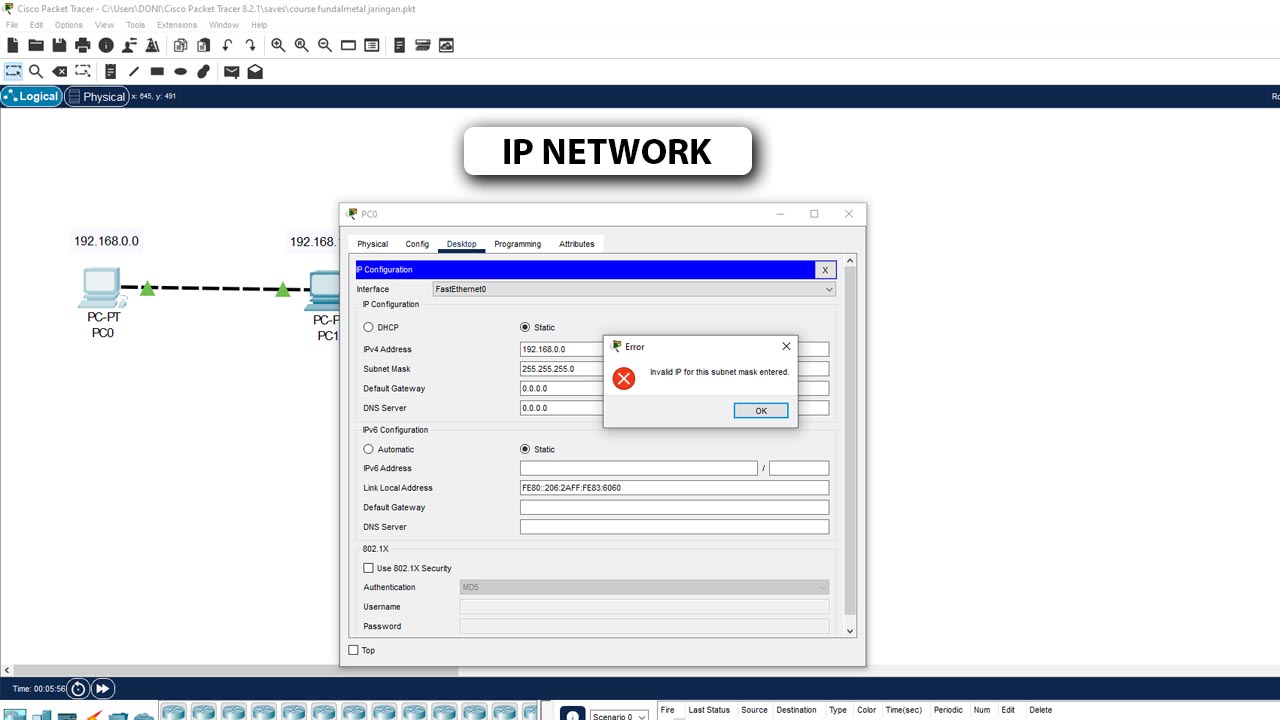 Cisco Packet Tracer - C:\Users\DONI\Cisco Packet Tracer 8.2.1\saves\course fundalmetal jaringan.pkt
File Edit Options View Tools Extensions Window Help
Logical Physical x: 645, y: 491
IP NETWORK
192.168.0.0
192.168.
PC-PT
PC0
PC1
PC0
Physical Config Desktop Programming Attributes
IP Configuration X
Interface FastEthernet0
IP Configuration
DHCP Static
IPv4 Address 192.168.0.0
Subnet Mask 255.255.255.0
Default Gateway 0.0.0.0
DNS Server 0.0.0.0
Error
Invalid IP for this subnet mask entered.
OK
IPv6 Configuration
Automatic Static
IPv6 Address /
Link Local Address FE80::206:2AFF:FE83:6060
Default Gateway
DNS Server
802.1X
Use 802.1X Security
Authentication MD5
Username
Password
Top
Time: 00:05:56
Scenario 0
Fire Last Status Source Destination Type Color Time(sec) Periodic Num Edit Delete